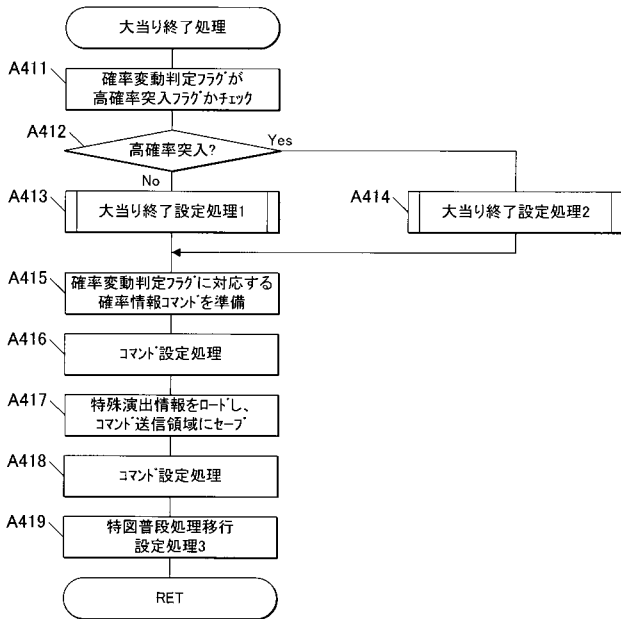 大当り終了処理
A411
確率変動判定フラグが
高確率突入フラグかチェック
A412
高確率突入?
Yes
No
A413
大当り終了設定処理1
A414
大当り終了設定処理2
A415
確率変動判定フラグに対応する
確率情報コマンドを準備
A416
コマンド設定処理
A417
特殊演出情報をロードし、
コマンド送信領域にセーブ
A418
コマンド設定処理
A419
特図普段処理移行
設定処理3
RET